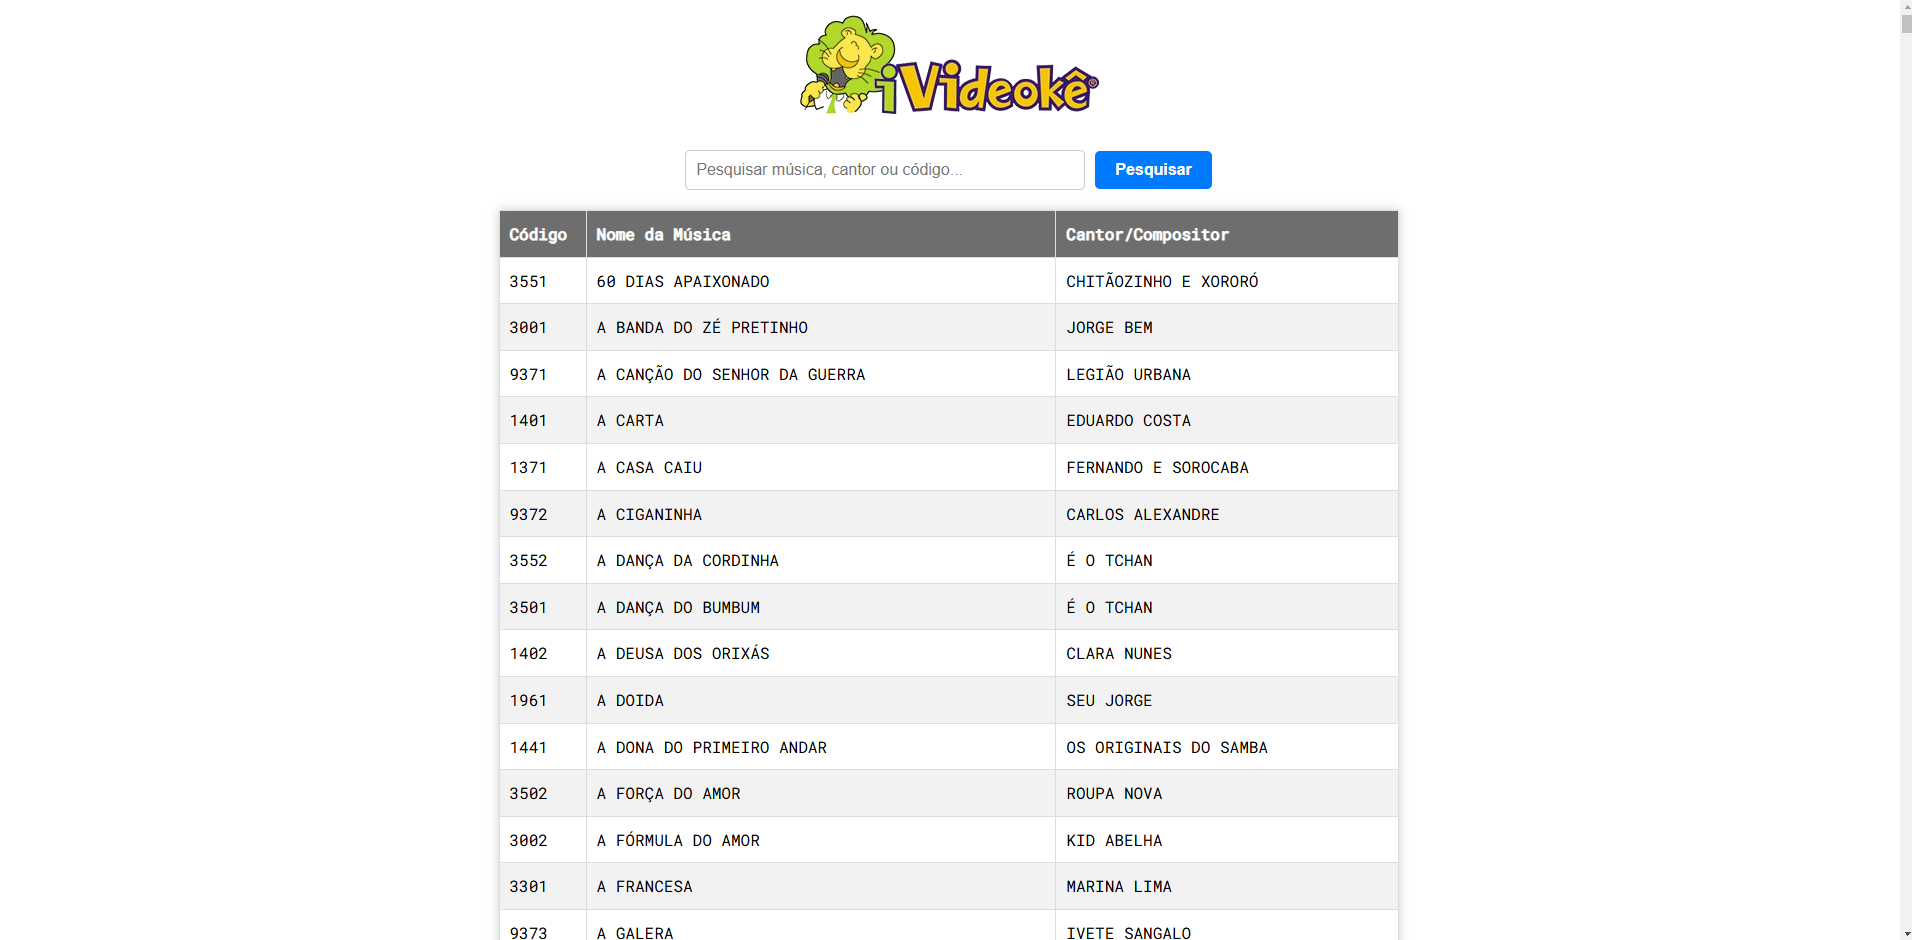 iVideokê®
Pesquisar música, cantor ou código...
Pesquisar
Código Nome da Música Cantor/Compositor
3551 60 DIAS APAIXONADO CHITÃOZINHO E XORORÓ
3001 A BANDA DO ZÉ PRETINHO JORGE BEM
9371 A CANÇÃO DO SENHOR DA GUERRA LEGIÃO URBANA
1401 A CARTA EDUARDO COSTA
1371 A CASA CAIU FERNANDO E SOROCABA
9372 A CIGANINHA CARLOS ALEXANDRE
3552 A DANÇA DA CORDINHA É O TCHAN
3501 A DANÇA DO BUMBUM É O TCHAN
1402 A DEUSA DOS ORIXÁS CLARA NUNES
1961 A DOIDA SEU JORGE
1441 A DONA DO PRIMEIRO ANDAR OS ORIGINAIS DO SAMBA
3502 A FORÇA DO AMOR ROUPA NOVA
3002 A FÓRMULA DO AMOR KID ABELHA
3301 A FRANCESA MARINA LIMA
9373 A GALERA IVETE SANGALO